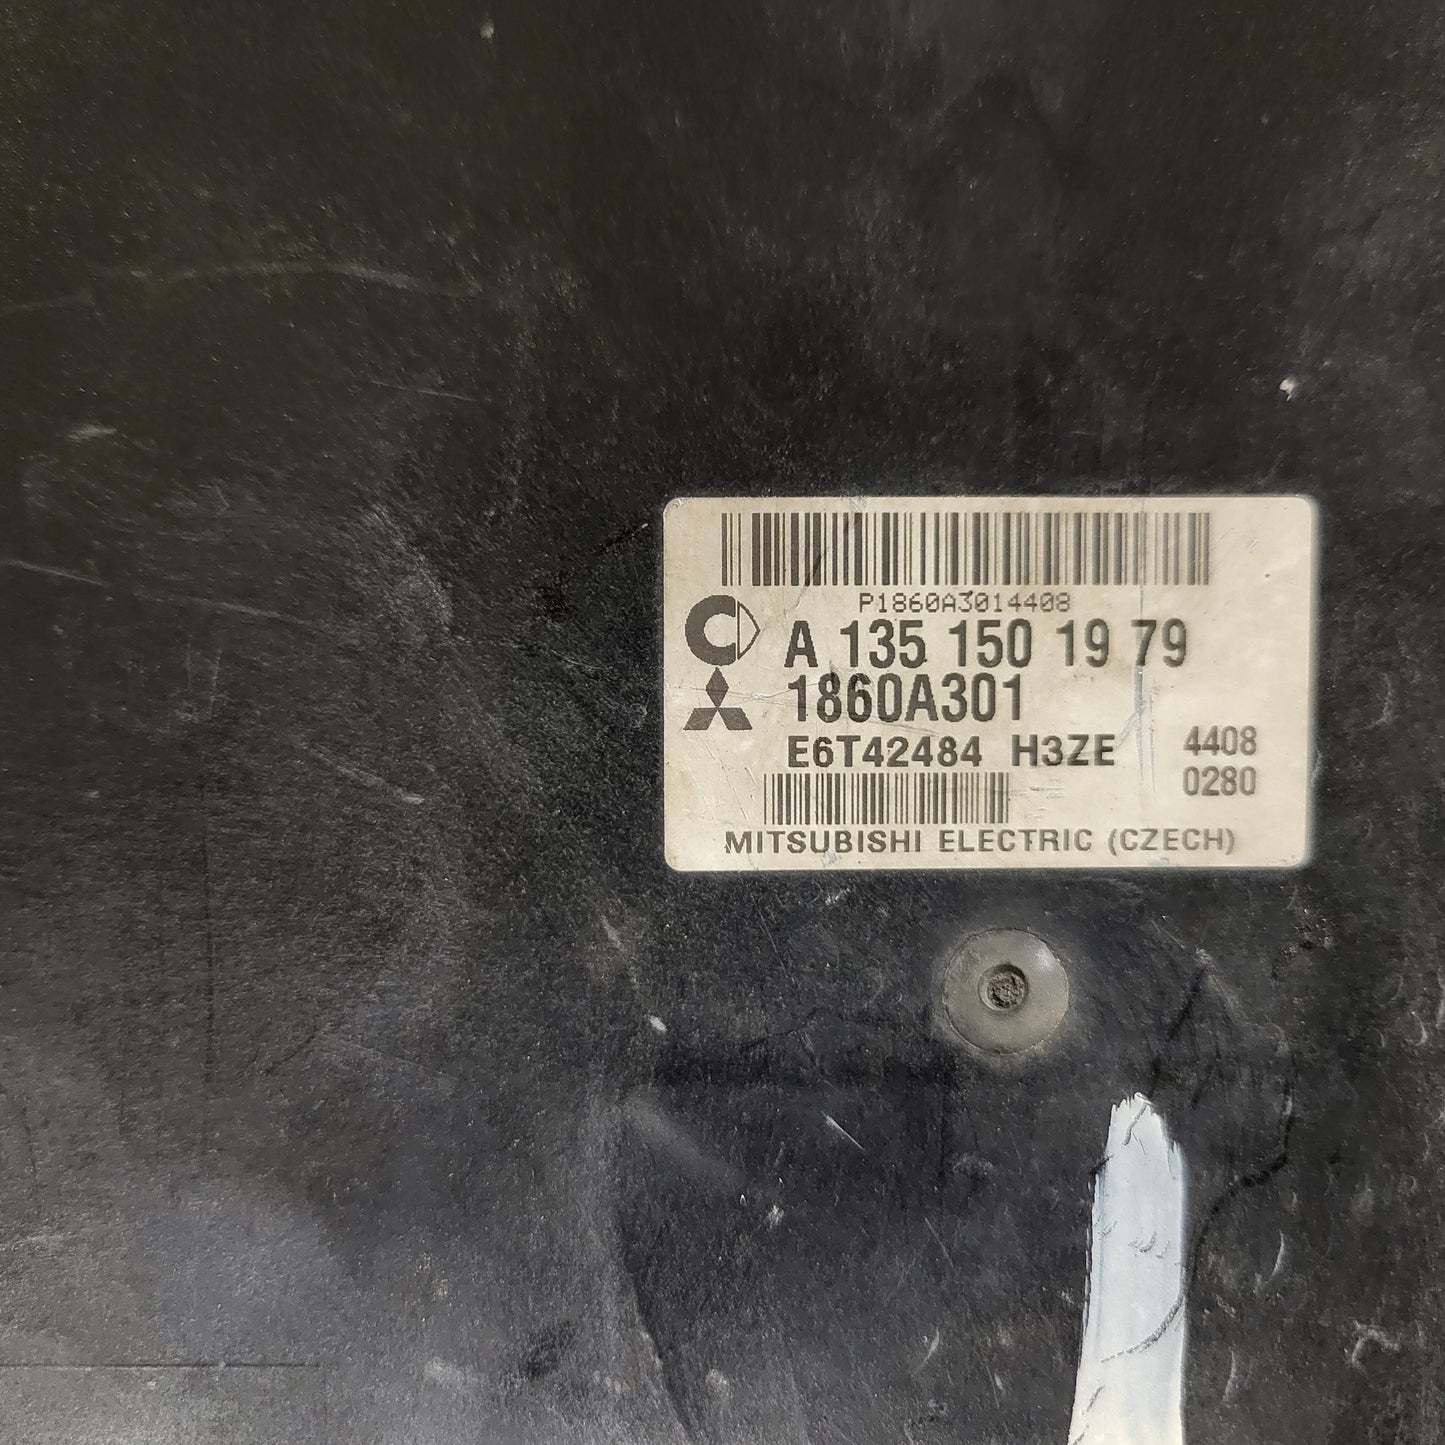 P1860A3014408
A 135 150 19 79
1860A301
E6T42484 H3ZE 4408
0280
MITSUBISHI ELECTRIC (CZECH)